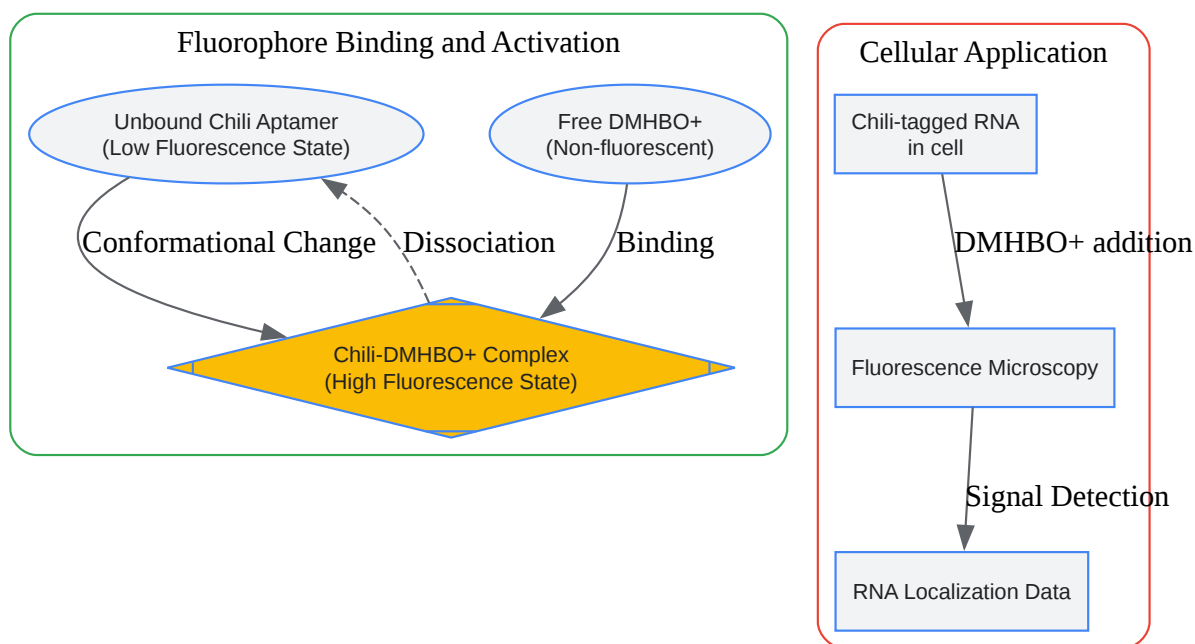 Fluorophore Binding and Activation
Unbound Chili Aptamer
(Low Fluorescence State)
Free DMHBO+
(Non-fluorescent)
Conformational Change
Dissociation
Binding
Chili-DMHBO+ Complex
(High Fluorescence State)
Cellular Application
Chili-tagged RNA
in cell
DMHBO+ addition
Fluorescence Microscopy
Signal Detection
RNA Localization Data